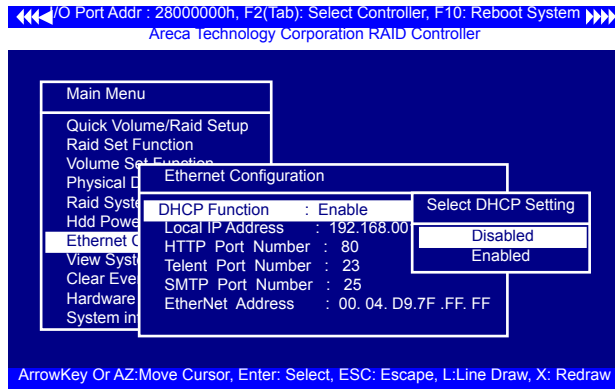 I/O Port Addr : 28000000h, F2(Tab): Select Controller, F10: Reboot System
Areca Technology Corporation RAID Controller
Main Menu
Quick Volume/Raid Setup
Raid Set Function
Volume Set Function
Physical D
Raid Syste
Hdd Powe
Ethernet C
View Syst
Clear Eve
Hardware
System in
Ethernet Configuration
DHCP Function : Enable
Local IP Address : 192.168.00
HTTP Port Number : 80
Telent Port Number : 23
SMTP Port Number : 25
EtherNet Address : 00. 04. D9.7F .FF. FF
Select DHCP Setting
Disabled
Enabled
ArrowKey Or AZ:Move Cursor, Enter: Select, ESC: Escape, L:Line Draw, X: Redraw